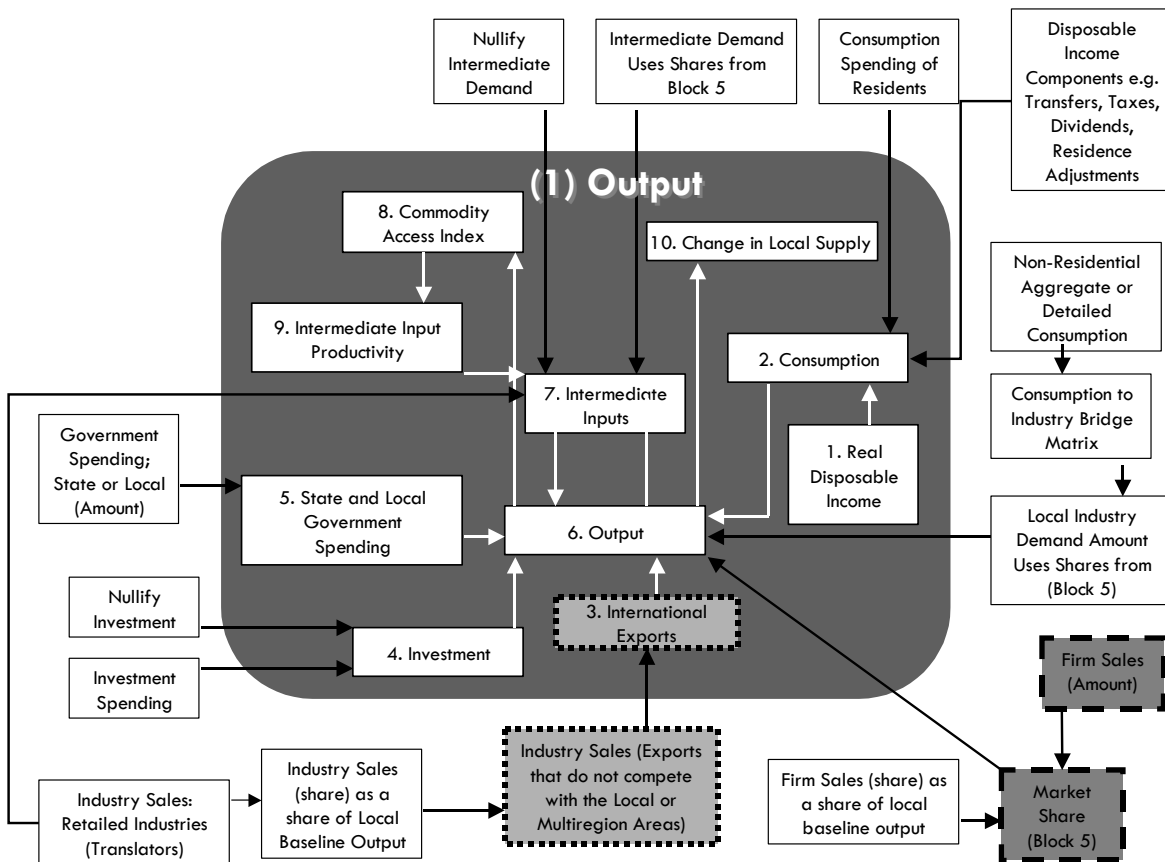 Nullify
Intermediate
Demand
Intermediate Demand
Uses Shares from
Block 5
Consumption
Spending of
Residents
Disposable
Income
Components e.g.
Transfers, Taxes,
Dividends,
Residence
Adjustments
(1) Output
8. Commodity
Access Index
10. Change in Local Supply
Non-Residential
Aggregate or
Detailed
Consumption
9. Intermediate Input
Productivity
2. Consumption
7. Intermediate
Inputs
Consumption to
Industry Bridge
Matrix
Government
Spending;
State or Local
(Amount)
1. Real
Disposable
Income
5. State and Local
Government
Spending
6. Output
Local Industry
Demand Amount
Uses Shares from
(Block 5)
Nullify
Investment
3. International
Exports
4. Investment
Investment
Spending
Firm Sales
(Amount)
Industry Sales:
Retailed Industries
(Translators)
Industry Sales
(share) as a
share of Local
Baseline Output
Industry Sales (Exports
that do not compete
with the Local or
Multiregion Areas)
Firm Sales (share) as
a share of local
baseline output
Market
Share
(Block 5)